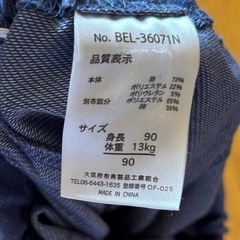 No. BEL-36071N
品質表示
本体 綿 73%
ポリエステル 22%
ポリウレタン 5%
別布部分 ポリエステル 65%
綿 35%
サイズ
身長 90
体重 13kg
90
大阪府布帛製品工業組合
TEL06-6443-1635 登録番号 OF-025
MADE IN CHINA